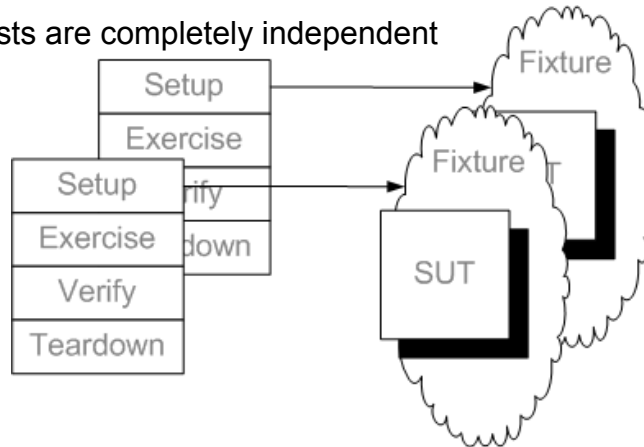 sts are completely independent
Fixture
Setup
Exercise
Fixture
Setup
Exercise
SUT
Verify
Teardown